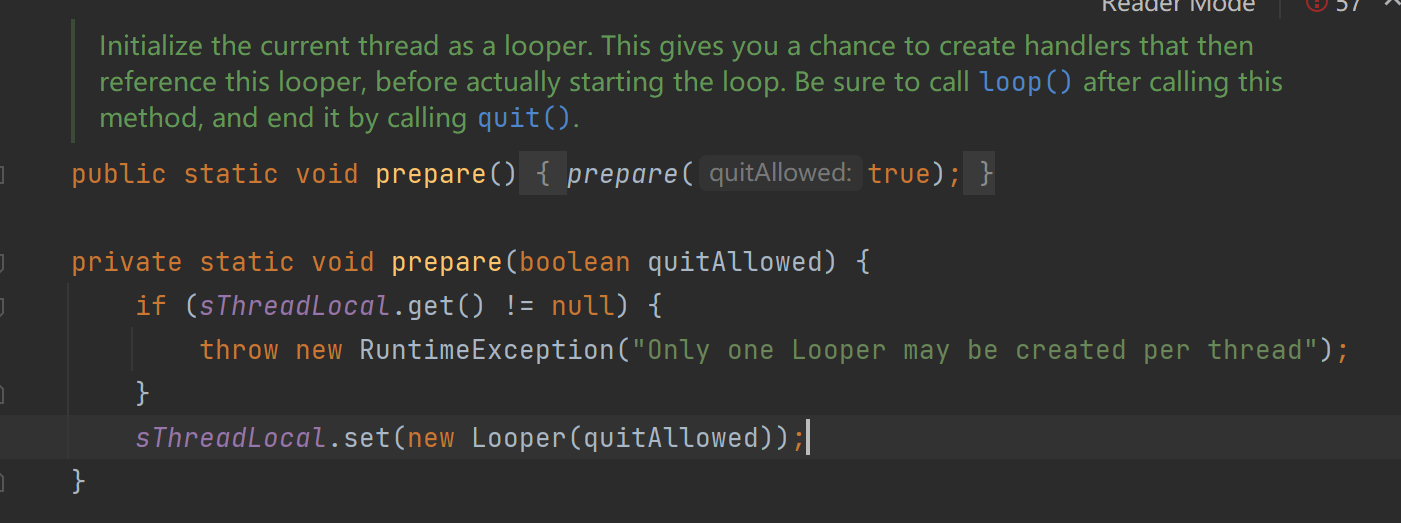 Reader Mode 57
Initialize the current thread as a looper. This gives you a chance to create handlers that then
reference this looper, before actually starting the loop. Be sure to call loop() after calling this
method, and end it by calling quit().
public static void prepare() { prepare( quitAllowed: true); }
private static void prepare(boolean quitAllowed) {
if (sThreadLocal.get() != null) {
throw new RuntimeException("Only one Looper may be created per thread");
}
sThreadLocal.set(new Looper(quitAllowed));
}